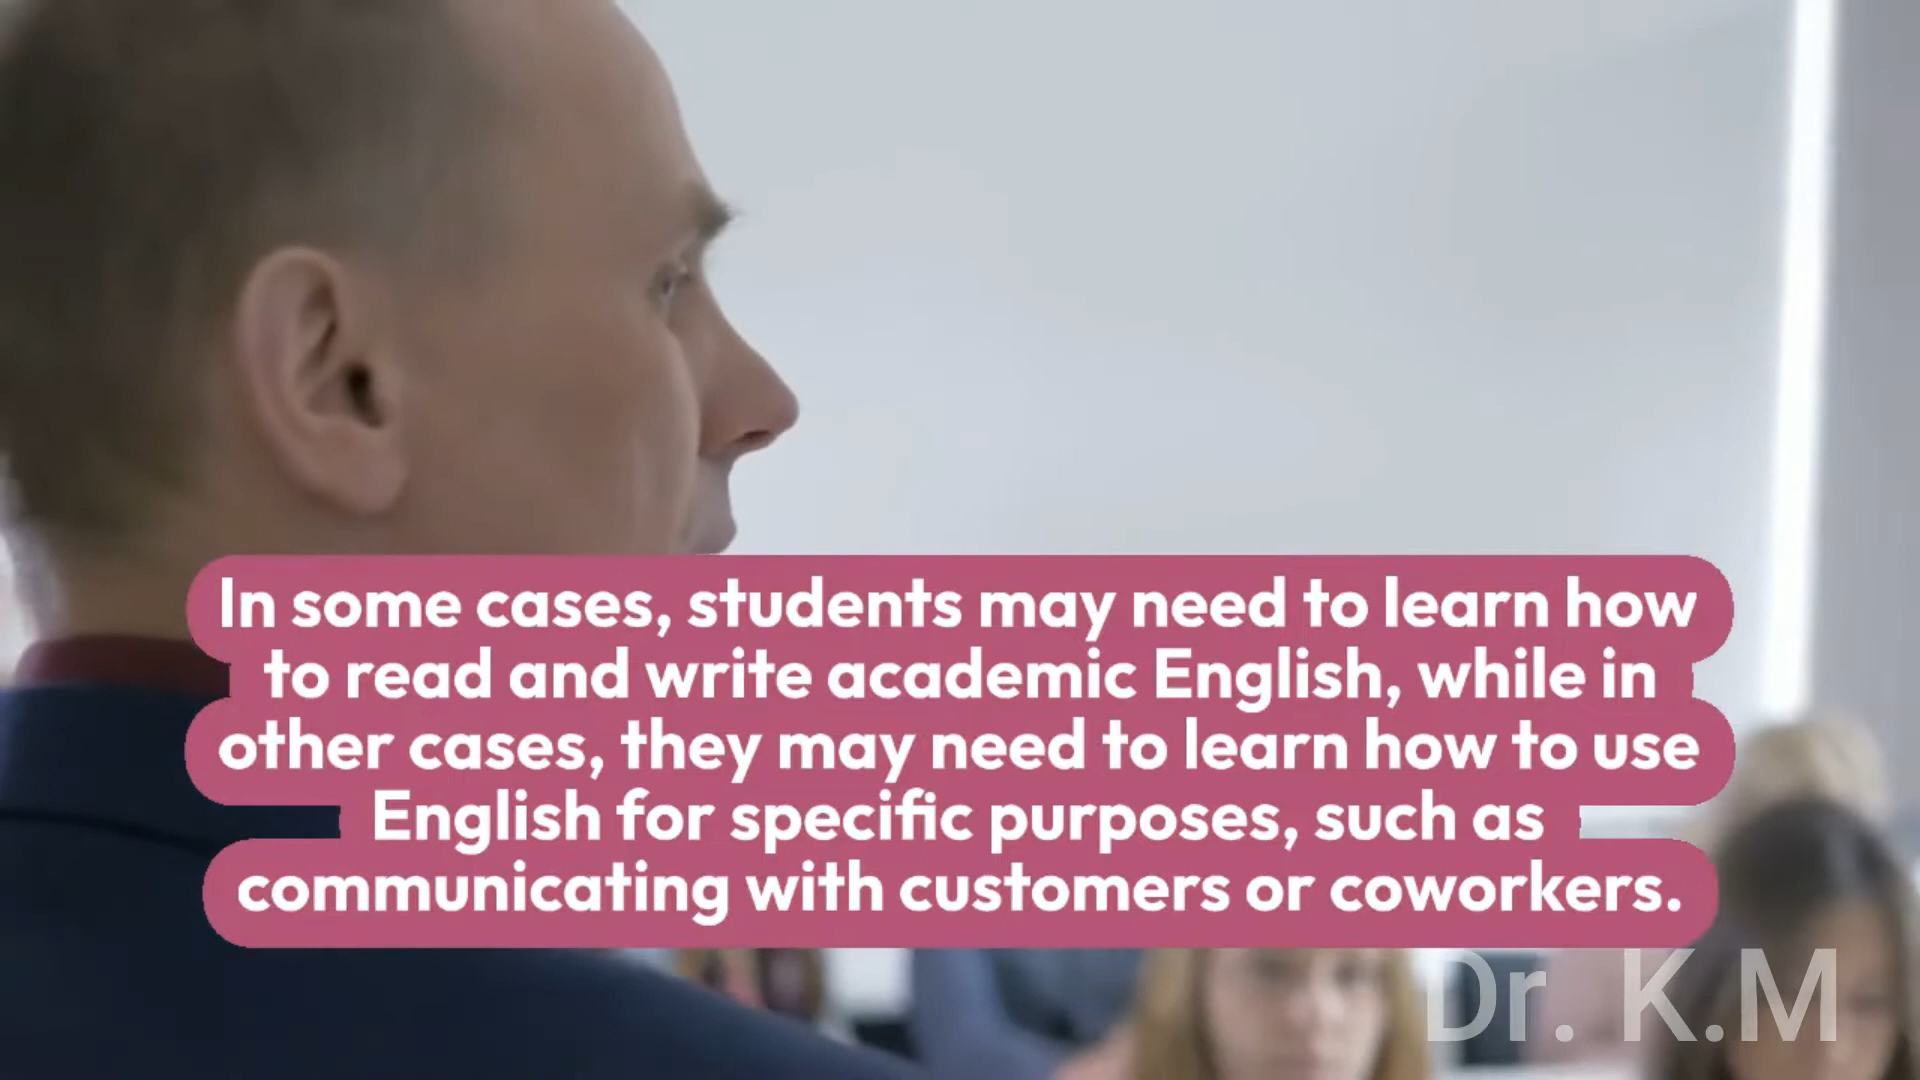 In some cases, students may need to learn how
to read and write academic English, while in
other cases, they may need to learn how to use
English for specific purposes, such as
communicating with customers or coworkers.
Dr. K.M